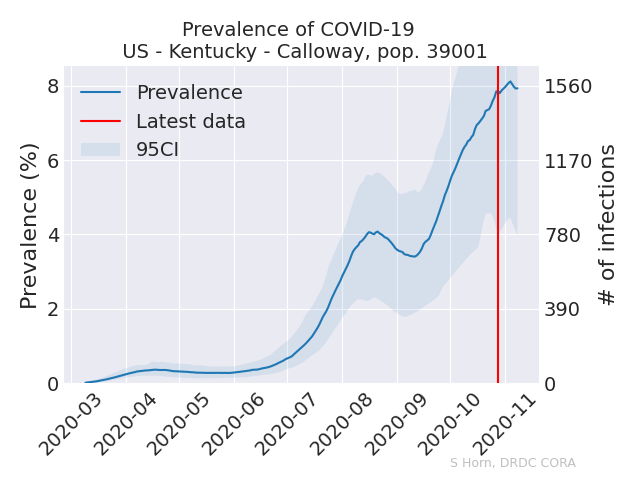 Prevalence of COVID-19
US - Kentucky - Calloway, pop. 39001
Prevalence
Latest data
95CI
Prevalence (%)
8
6
4
2
0
1560
1170
780
390
0
# of infections
2020-03
2020-04
2020-05
2020-06
2020-07
2020-08
2020-09
2020-10
2020-11
S Horn, DRDC CORA